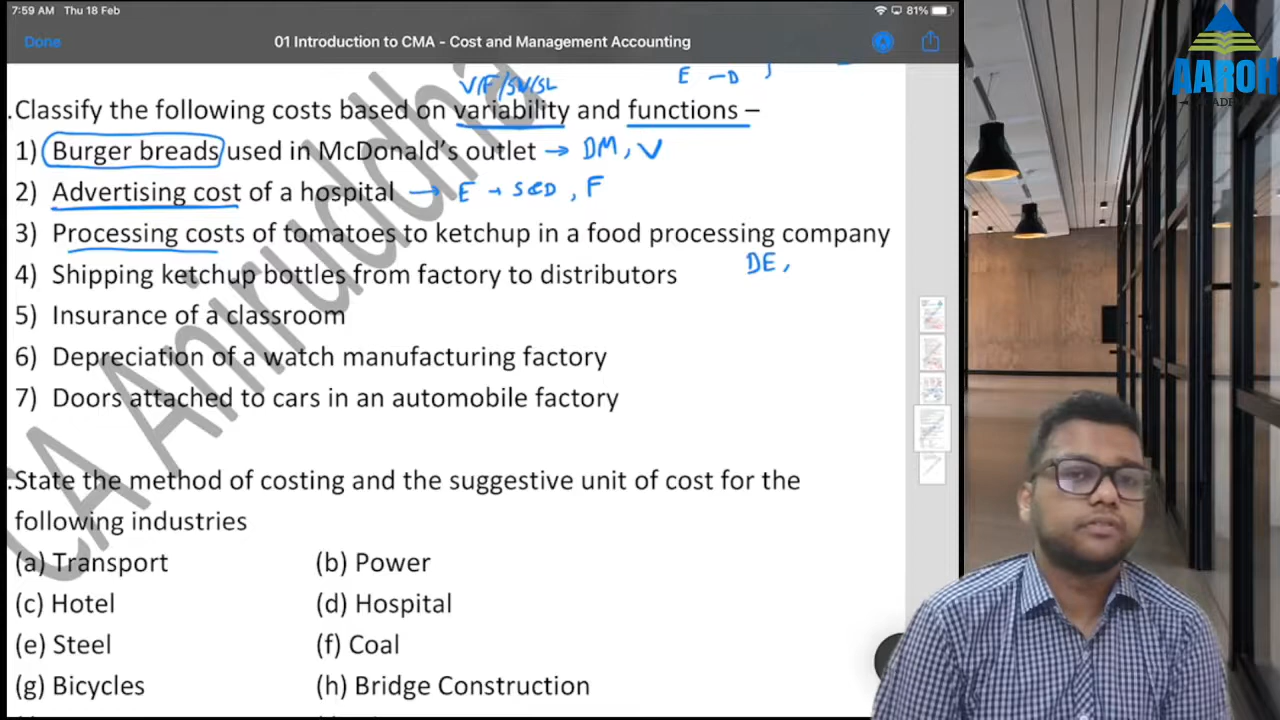 7:59 AM Thu 18 Feb
81%
Done
01 Introduction to CMA - Cost and Management Accounting
AAROH
E → D
V/F/SV/SL
.Classify the following costs based on variability and functions –
1) Burger breads used in McDonald's outlet → DM, V
2) Advertising cost of a hospital → E → S&D, F
3) Processing costs of tomatoes to ketchup in a food processing company
DE,
4) Shipping ketchup bottles from factory to distributors
5) Insurance of a classroom
6) Depreciation of a watch manufacturing factory
7) Doors attached to cars in an automobile factory
CA Aniruddha
.State the method of costing and the suggestive unit of cost for the
following industries
(a) Transport (b) Power
(c) Hotel (d) Hospital
(e) Steel (f) Coal
(g) Bicycles (h) Bridge Construction